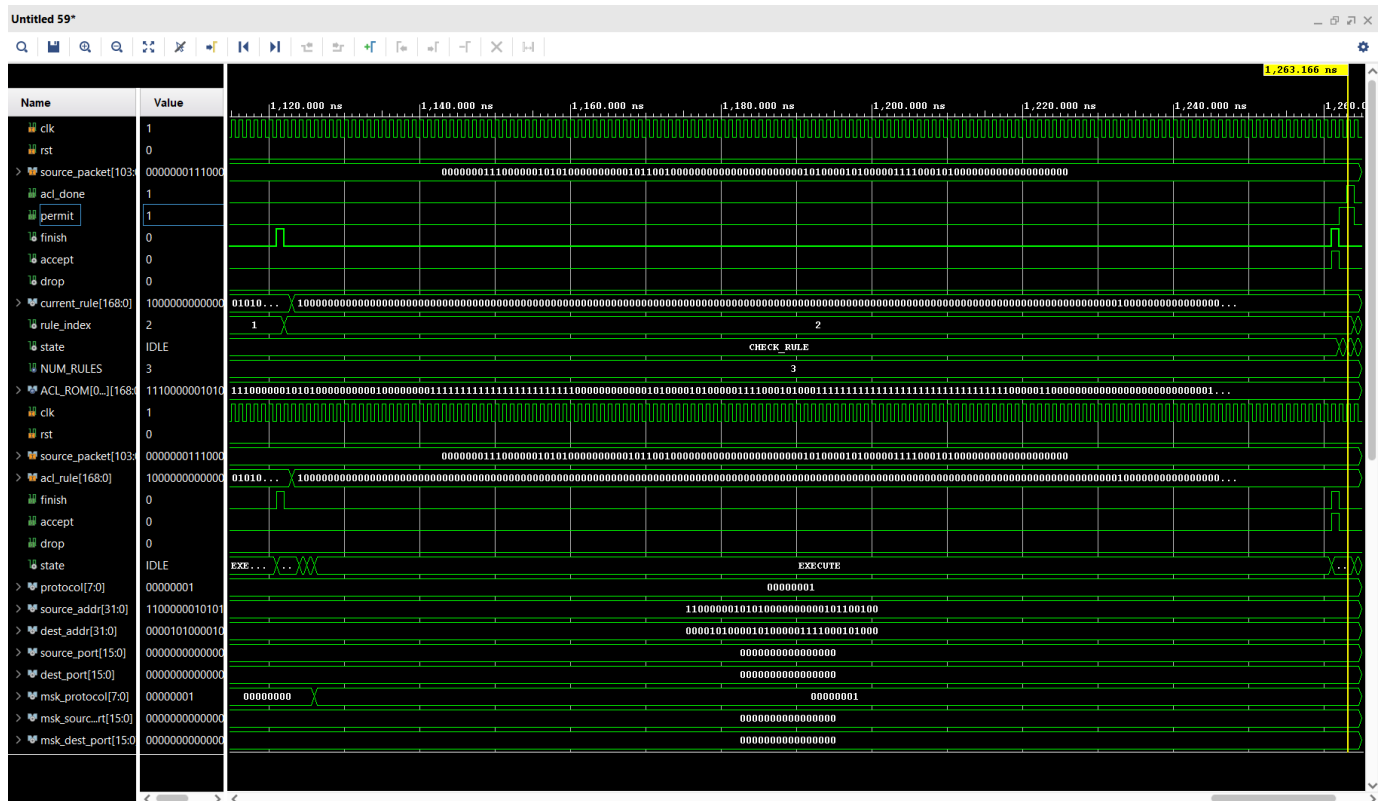 Untitled 59*
1,263.166 ns
Name Value 1,120.000 ns 1,140.000 ns 1,160.000 ns 1,180.000 ns 1,200.000 ns 1,220.000 ns 1,240.000 ns
clk 1
rst 0
source_packet[103: 0000000111000 00000001110000001010100000000001011001000000000000000000000010100001010000011110001010000000000000000000
acl_done 1
permit 1
finish 0
accept 0
drop 0
current_rule[168:0] 1000000000000 01010...
rule_index 2 1 2
state IDLE CHECK_RULE
NUM_RULES 3 3
ACL_ROM[0...][168:0 1110000001010
clk 1
rst 0
source_packet[103: 0000000111000 00000001110000001010100000000001011001000000000000000000000010100001010000011110001010000000000000000000
acl_rule[168:0] 1000000000000 01010...
finish 0
accept 0
drop 0
state IDLE EXE... .. EXECUTE ..
protocol[7:0] 00000001 00000001
source_addr[31:0] 1100000010101 11000000101010000000000101100100
dest_addr[31:0] 0000101000010 00001010000101000001111000101000
source_port[15:0] 0000000000000 0000000000000000
dest_port[15:0] 0000000000000 0000000000000000
msk_protocol[7:0] 00000001 00000000 00000001
msk_sourc...rt[15:0] 0000000000000 0000000000000000
msk_dest_port[15:0 0000000000000 0000000000000000